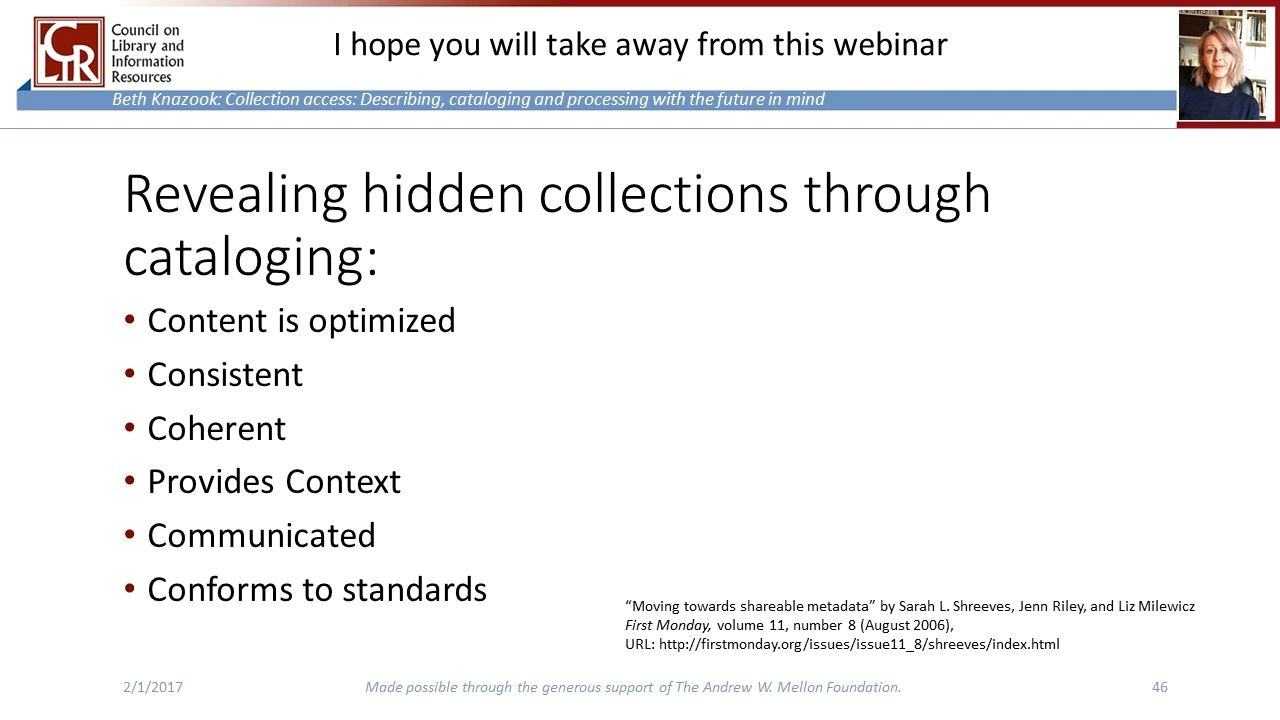 CLIR
Council on
Library and
Information
Resources
I hope you will take away from this webinar
Beth Knazook: Collection access: Describing, cataloging and processing with the future in mind
Revealing hidden collections through
cataloging:
• Content is optimized
• Consistent
• Coherent
• Provides Context
• Communicated
• Conforms to standards
“Moving towards shareable metadata” by Sarah L. Shreeves, Jenn Riley, and Liz Milewicz
First Monday, volume 11, number 8 (August 2006),
URL: http://firstmonday.org/issues/issue11_8/shreeves/index.html
2/1/2017
Made possible through the generous support of The Andrew W. Mellon Foundation.
46